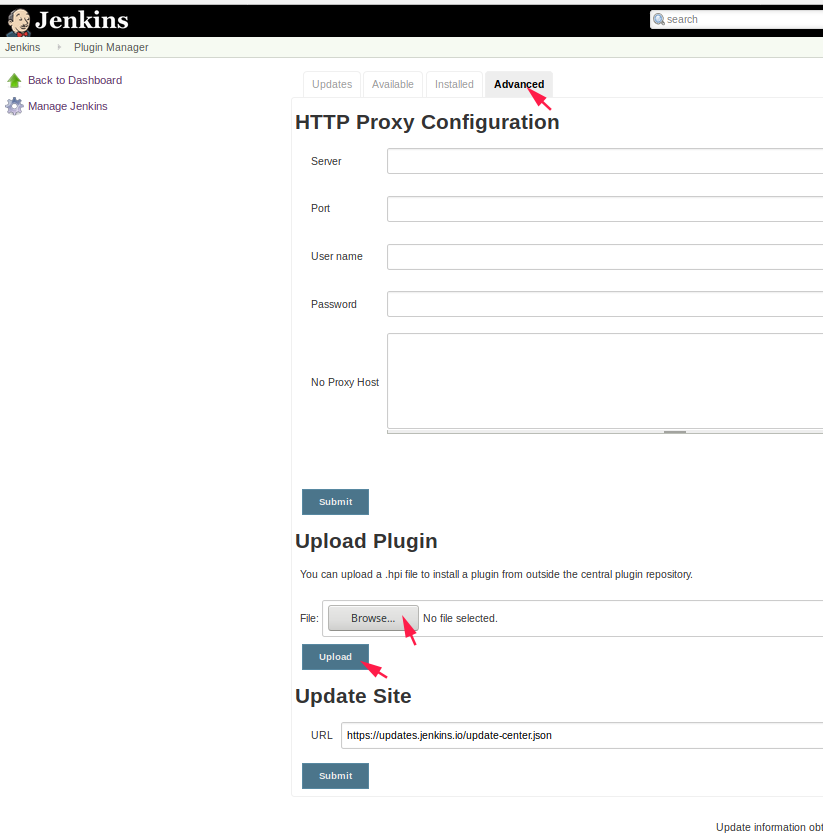 Jenkins
search
Jenkins Plugin Manager
Back to Dashboard
Manage Jenkins
Updates Available Installed Advanced
HTTP Proxy Configuration
Server
Port
User name
Password
No Proxy Host
Submit
Upload Plugin
You can upload a .hpi file to install a plugin from outside the central plugin repository.
File: Browse... No file selected.
Upload
Update Site
URL https://updates.jenkins.io/update-center.json
Submit
Update information obt